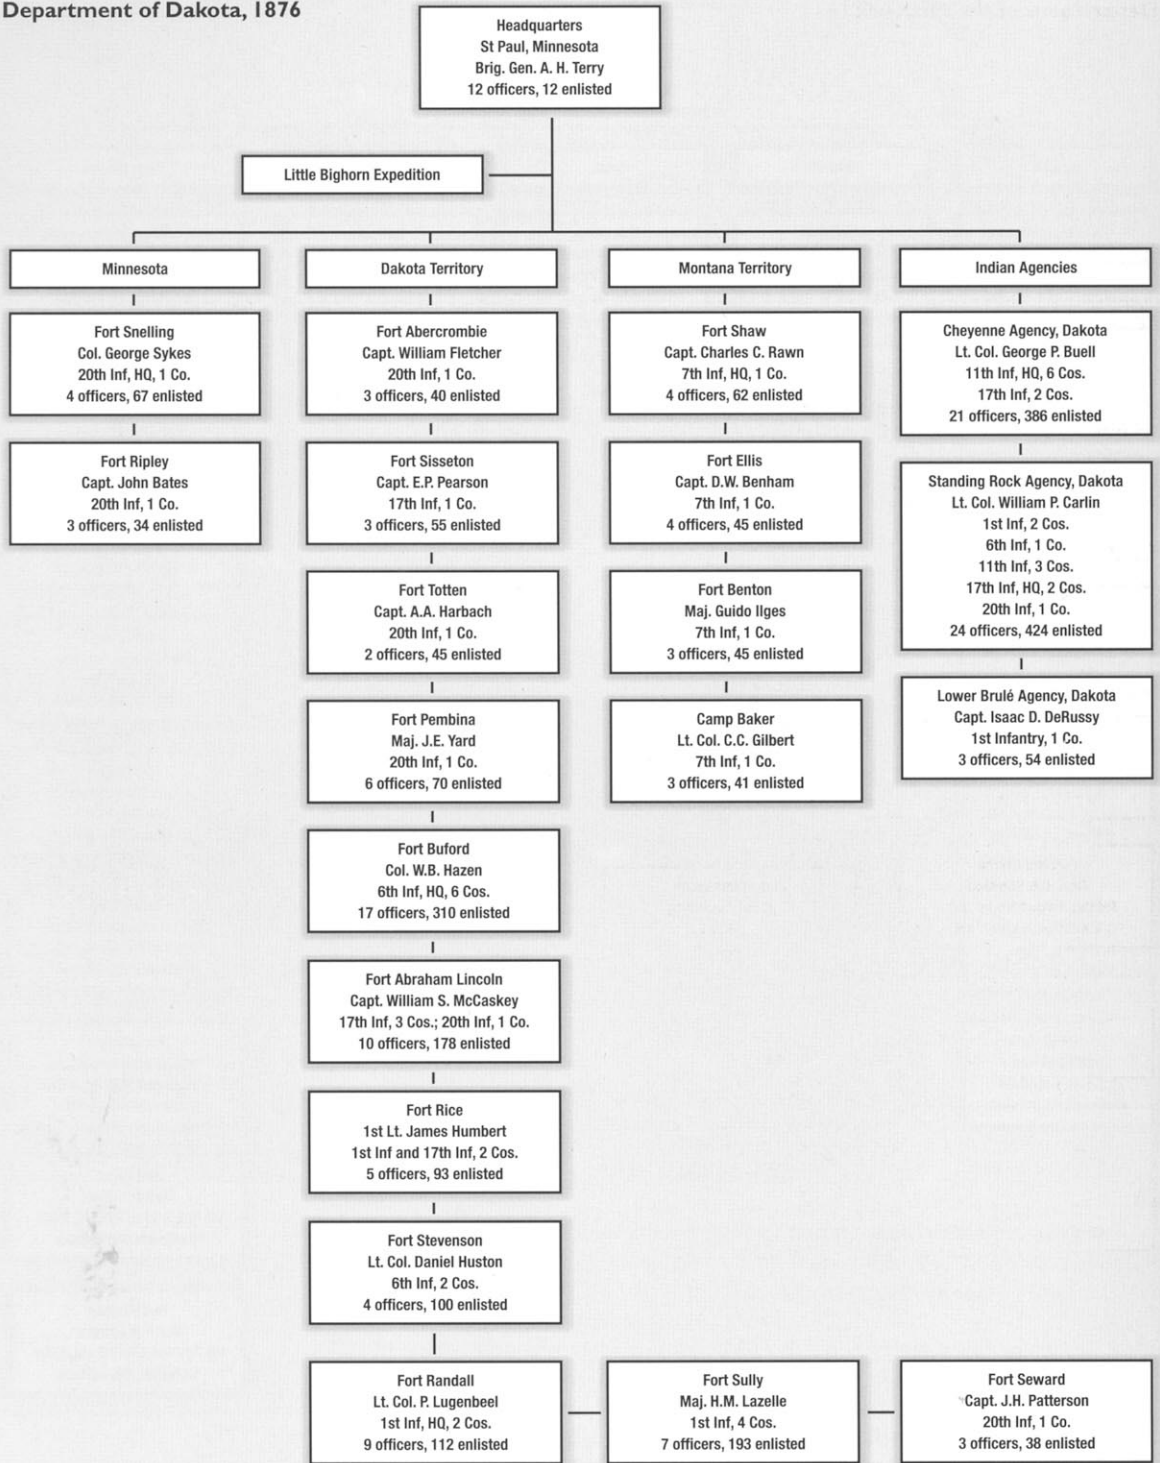 Department of Dakota, 1876
Headquarters
St Paul, Minnesota
Brig. Gen. A. H. Terry
12 officers, 12 enlisted
Little Bighorn Expedition
Minnesota
Fort Snelling
Col. George Sykes
20th Inf, HQ, 1 Co.
4 officers, 67 enlisted
Fort Ripley
Capt. John Bates
20th Inf, 1 Co.
3 officers, 34 enlisted
Dakota Territory
Fort Abercrombie
Capt. William Fletcher
20th Inf, 1 Co.
3 officers, 40 enlisted
Fort Sisseton
Capt. E.P. Pearson
17th Inf, 1 Co.
3 officers, 55 enlisted
Fort Totten
Capt. A.A. Harbach
20th Inf, 1 Co.
2 officers, 45 enlisted
Fort Pembina
Maj. J.E. Yard
20th Inf, 1 Co.
6 officers, 70 enlisted
Fort Buford
Col. W.B. Hazen
6th Inf, HQ, 6 Cos.
17 officers, 310 enlisted
Fort Abraham Lincoln
Capt. William S. McCaskey
17th Inf, 3 Cos.; 20th Inf, 1 Co.
10 officers, 178 enlisted
Fort Rice
1st Lt. James Humbert
1st Inf and 17th Inf, 2 Cos.
5 officers, 93 enlisted
Fort Stevenson
Lt. Col. Daniel Huston
6th Inf, 2 Cos.
4 officers, 100 enlisted
Fort Randall
Lt. Col. P. Lugenbeel
1st Inf, HQ, 2 Cos.
9 officers, 112 enlisted
Fort Sully
Maj. H.M. Lazelle
1st Inf, 4 Cos.
7 officers, 193 enlisted
Fort Seward
Capt. J.H. Patterson
20th Inf, 1 Co.
3 officers, 38 enlisted
Montana Territory
Fort Shaw
Capt. Charles C. Rawn
7th Inf, HQ, 1 Co.
4 officers, 62 enlisted
Fort Ellis
Capt. D.W. Benham
7th Inf, 1 Co.
4 officers, 45 enlisted
Fort Benton
Maj. Guido Ilges
7th Inf, 1 Co.
3 officers, 45 enlisted
Camp Baker
Lt. Col. C.C. Gilbert
7th Inf, 1 Co.
3 officers, 41 enlisted
Indian Agencies
Cheyenne Agency, Dakota
Lt. Col. George P. Buell
11th Inf, HQ, 6 Cos.
17th Inf, 2 Cos.
21 officers, 386 enlisted
Standing Rock Agency, Dakota
Lt. Col. William P. Carlin
1st Inf, 2 Cos.
6th Inf, 1 Co.
11th Inf, 3 Cos.
17th Inf, HQ, 2 Cos.
20th Inf, 1 Co.
24 officers, 424 enlisted
Lower Brulé Agency, Dakota
Capt. Isaac D. DeRussy
1st Infantry, 1 Co.
3 officers, 54 enlisted